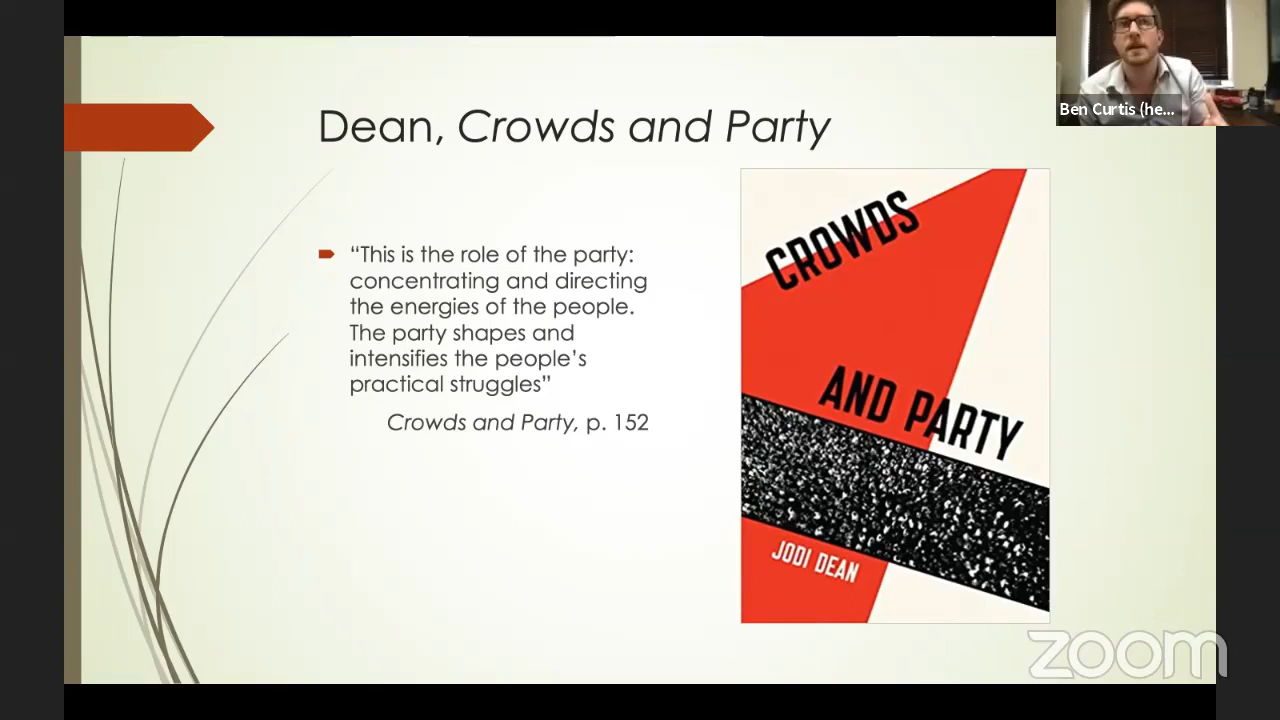 Ben Curtis (he...
Dean, Crowds and Party
“This is the role of the party:
concentrating and directing
the energies of the people.
The party shapes and
intensifies the people’s
practical struggles”
Crowds and Party, p. 152
CROWDS
AND PARTY
JODI DEAN
zoom